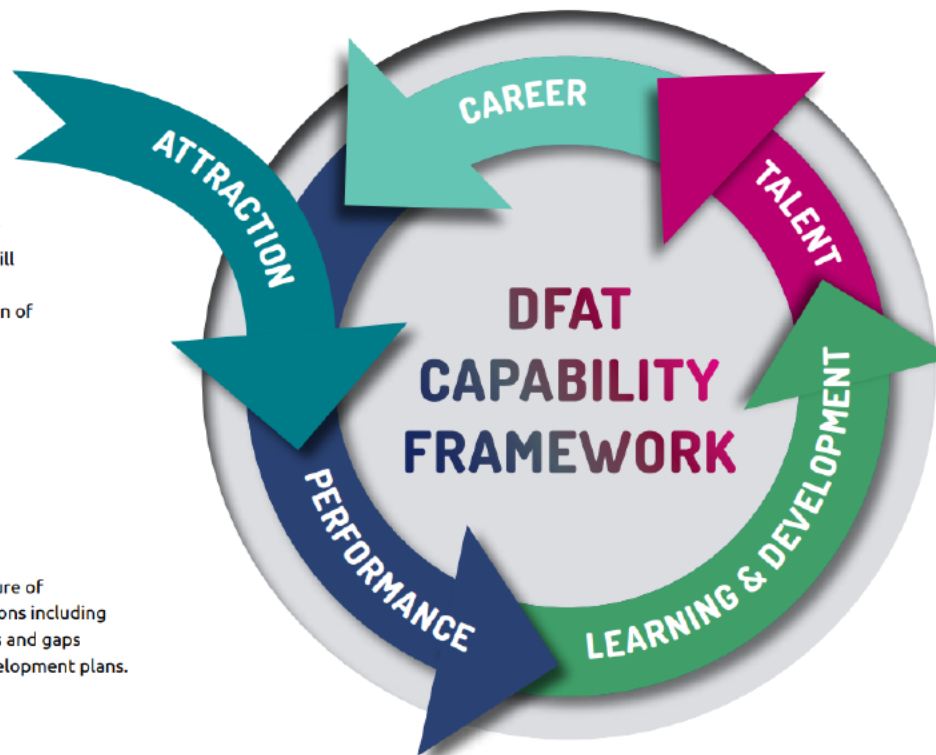 CAREER
ATTRACTION
TALENT
ill
n of
DFAT
CAPABILITY
FRAMEWORK
PERFORMANCE
LEARNING & DEVELOPMENT
ure of
ons including
s and gaps
elopment plans.